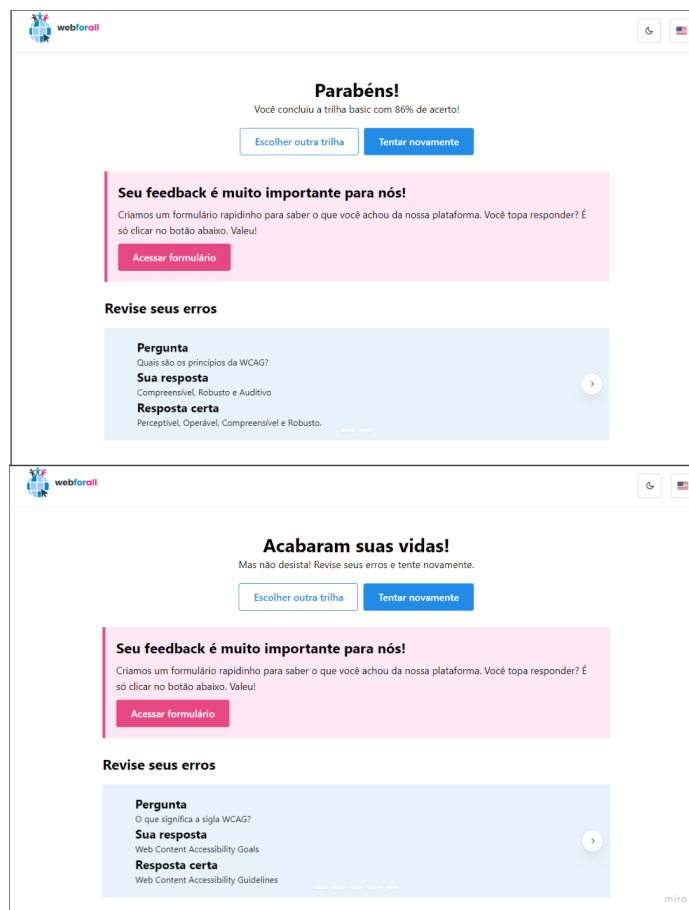 webforall
Parabéns!
Você concluiu a trilha basic com 86% de acerto!
Escolher outra trilha
Tentar novamente
Seu feedback é muito importante para nós!
Criamos um formulário rapidinho para saber o que você achou da nossa plataforma. Você topa responder? É
só clicar no botão abaixo. Valeu!
Acessar formulário
Revise seus erros
Pergunta
Quais são os princípios da WCAG?
Sua resposta
Compreensível, Robusto e Auditivo
Resposta certa
Perceptível, Operável, Compreensível e Robusto.
webforall
Acabaram suas vidas!
Mas não desista! Revise seus erros e tente novamente.
Escolher outra trilha
Tentar novamente
Seu feedback é muito importante para nós!
Criamos um formulário rapidinho para saber o que você achou da nossa plataforma. Você topa responder? É
só clicar no botão abaixo. Valeu!
Acessar formulário
Revise seus erros
Pergunta
O que significa a sigla WCAG?
Sua resposta
Web Content Accessibility Goals
Resposta certa
Web Content Accessibility Guidelines
miro